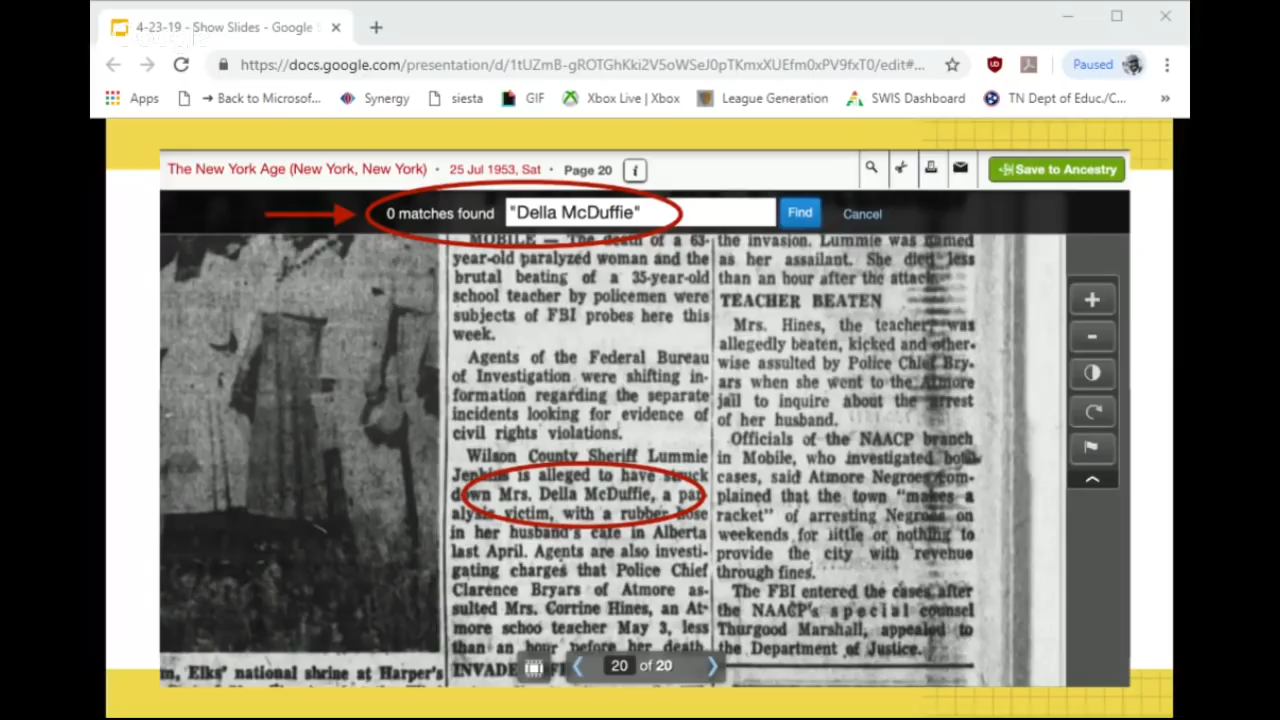 4-23-19 - Show Slides - Google S
https://docs.google.com/presentation/d/1tUZmB-gROTGhKki2V5oWSeJ0pTKmxXUEfm0xPV9fxT0/edit#...
Paused
Apps
→ Back to Microsof...
Synergy
siesta
GIF
Xbox Live | Xbox
League Generation
SWIS Dashboard
TN Dept of Educ./C...
»
The New York Age (New York, New York) • 25 Jul 1953, Sat • Page 20
Save to Ancestry
0 matches found
"Della McDuffie"
Find
Cancel
MOBILE — The death of a 63-
year-old paralyzed woman and the
brutal beating of a 35-year-old
school teacher by policemen were
subjects of FBI probes here this
week.
Agents of the Federal Bureau
of Investigation were shifting in-
formation regarding the separate
incidents looking for evidence of
civil rights violations.
Wilson County Sheriff Lummie
Jenkins is alleged to have struck
down Mrs. Della McDuffie, a par
alysis victim, with a rubber hose
in her husband's cafe in Alberta
last April. Agents are also investi-
gating charges that Police Chief
Clarence Bryars of Atmore as-
sulted Mrs. Corrine Hines, an At-
more schoo teacher May 3, less
than an hour before her death
INVADE
the invasion. Lummie was named
as her assailant. She died less
than an hour after the attack.
TEACHER BEATEN
Mrs. Hines, the teacher, was
allegedly beaten, kicked and other-
wise assulted by Police Chief Bry-
ars when she went to the Atmore
jail to inquire about the arrest
of her husband.
Officials of the NAACP branch
in Mobile, who investigated both
cases, said Atmore Negroes com-
plained that the town "makes a
racket" of arresting Negroes on
weekends for little or nothing to
provide the city with revenue
through fines.
The FBI entered the cases after
the NAACP's special counsel
Thurgood Marshall, appealed to
the Department of Justice.
m, Elks' national shrine at Harper's
20 of 20